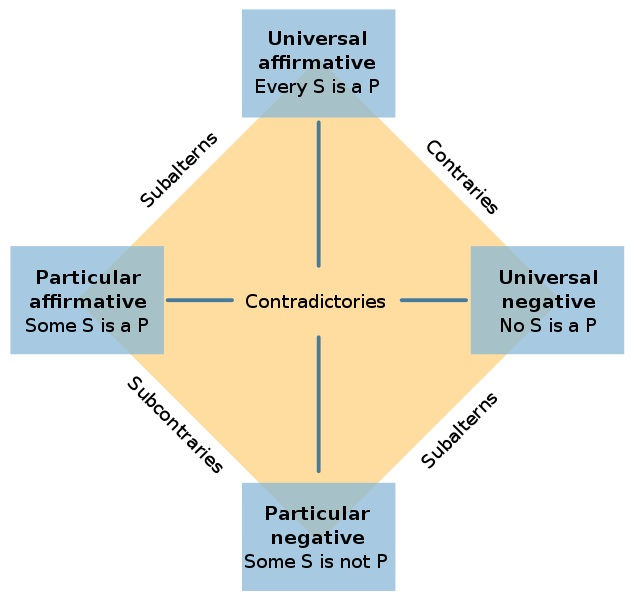 Universal
affirmative
Every S is a P
Subalterns
Contraries
Particular
affirmative
Some S is a P
Contradictories
Universal
negative
No S is a P
Subcontraries
Subalterns
Particular
negative
Some S is not P